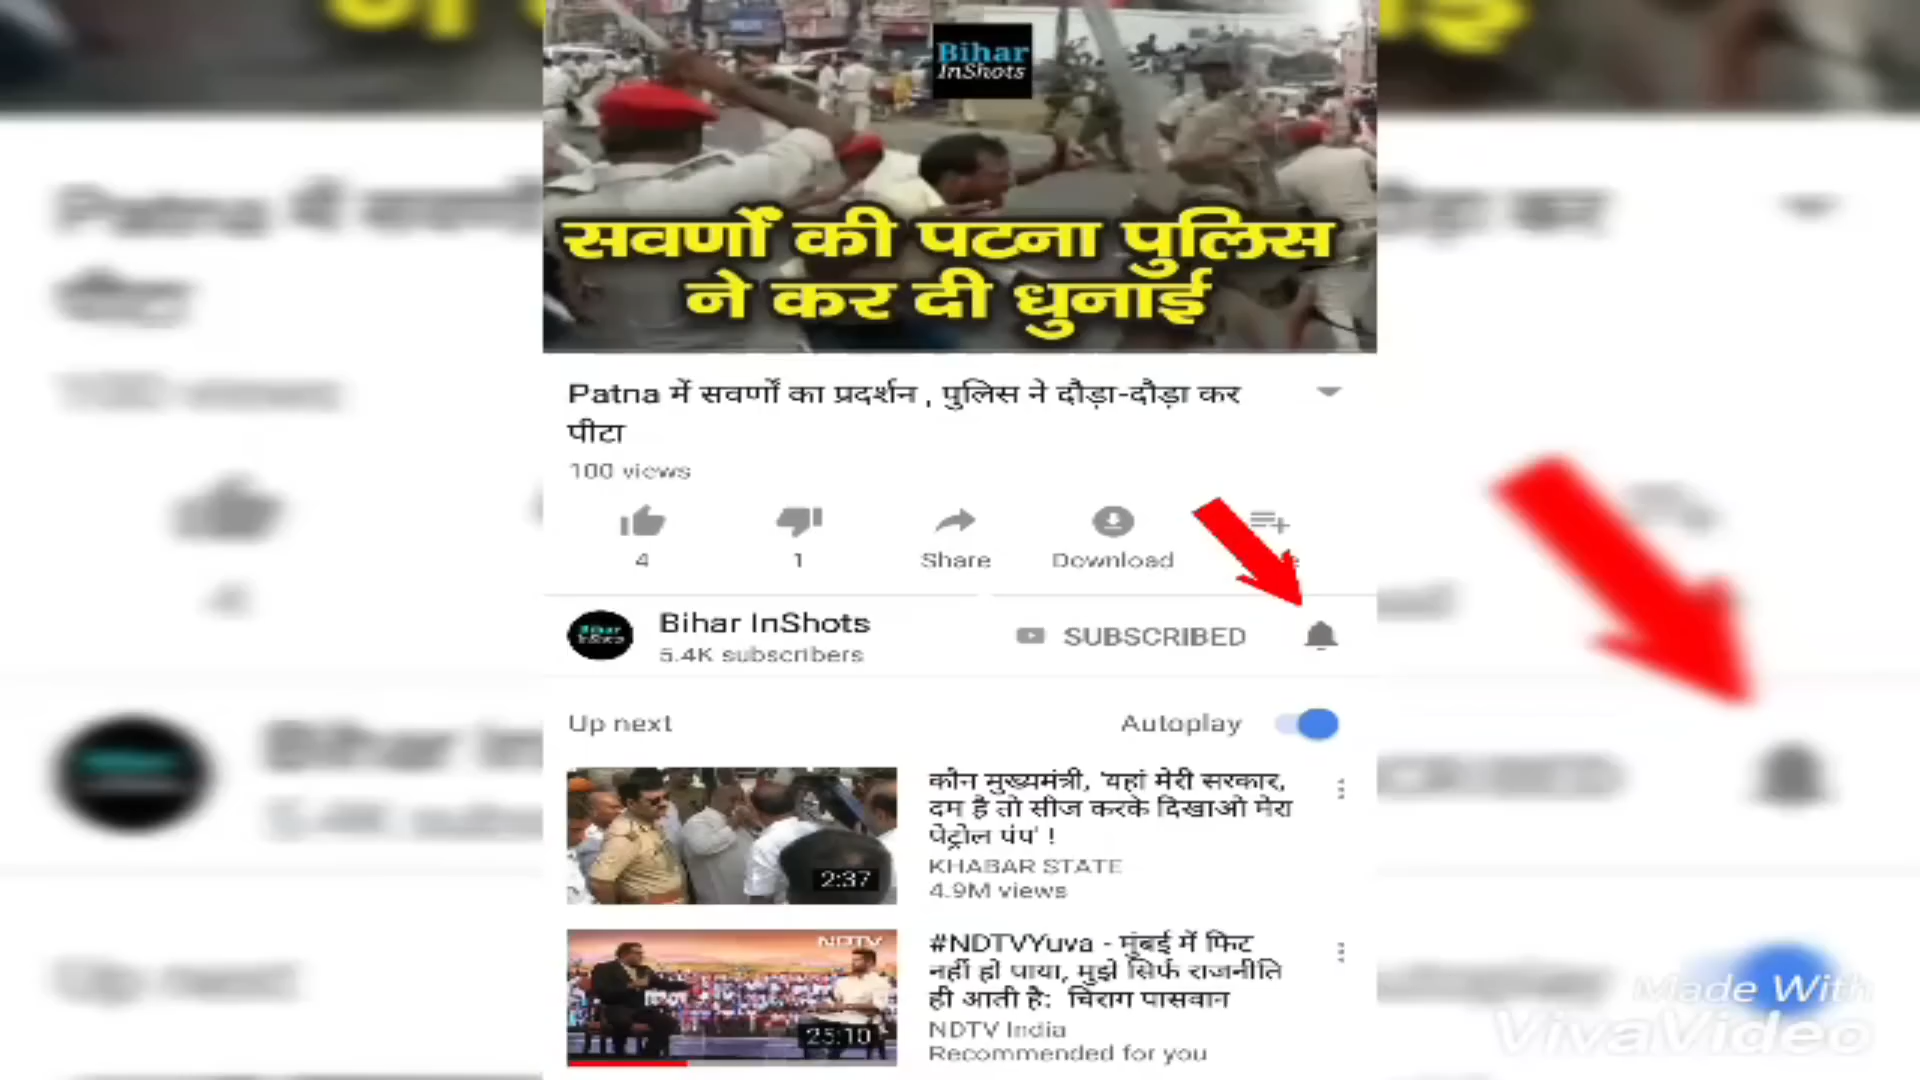 Bihar
InShots
सवर्णों की पटना पुलिस
ने कर दी धुनाई
Patna में सवर्णों का प्रदर्शन , पुलिस ने दौड़ा-दौड़ा कर
पीटा
100 views
4
1
Share
Download
Bihar InShots
5.4K subscribers
SUBSCRIBED
Up next
Autoplay
कौन मुख्यमंत्री, 'यहां मेरी सरकार,
दम है तो सीज करके दिखाओ मेरा
पेट्रोल पंप' !
KHABAR STATE
4.9M views
2:37
NDTV
#NDTVYuva - मुंबई में फिट
नहीं हो पाया, मुझे सिर्फ राजनीति
ही आती है: चिराग पासवान
NDTV India
Recommended for you
25:10
Made With
VivaVideo